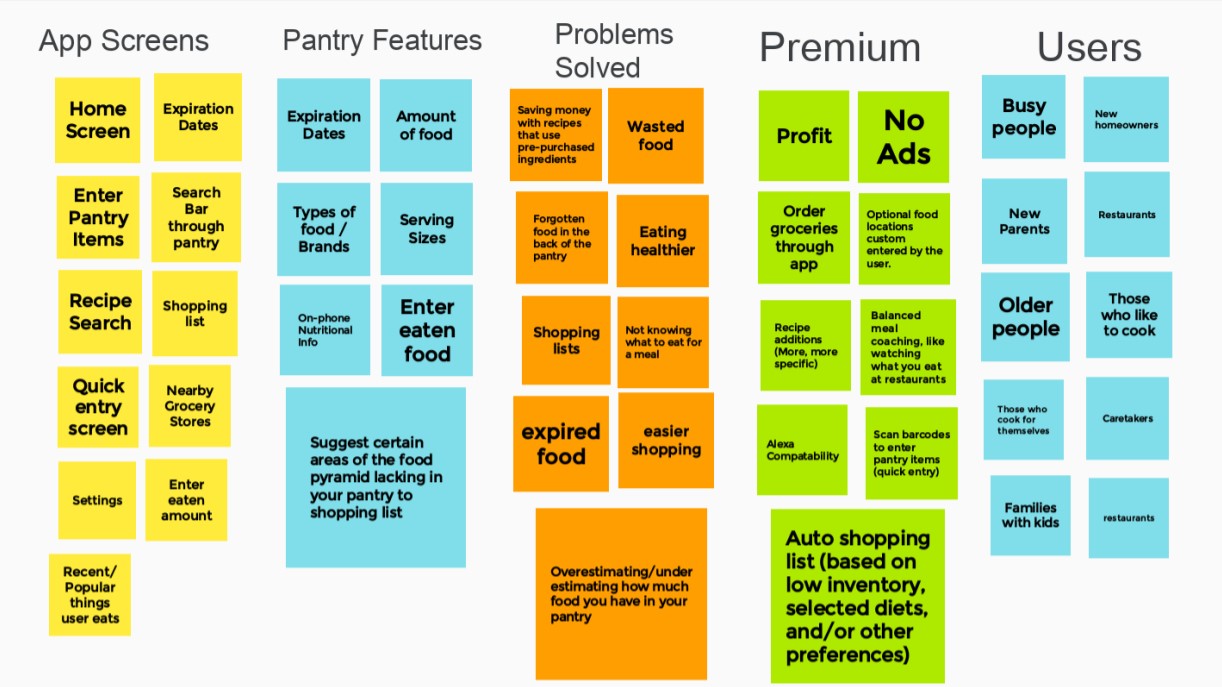 App Screens
Home
Screen
Expiration
Dates
Enter
Pantry
Items
Search
Bar
through
pantry
Recipe
Search
Shopping
list
Quick
entry
screen
Nearby
Grocery
Stores
Settings
Enter
eaten
amount
Recent/
Popular
things
user eats
Pantry Features
Expiration
Dates
Amount
of food
Types of
food /
Brands
Serving
Sizes
On-phone
Nutritional
Info
Enter
eaten
food
Suggest certain
areas of the food
pyramid lacking in
your pantry to
shopping list
Problems
Solved
Saving money
with recipes
that use
pre-purchased
ingredients
Wasted
food
Forgotten
food in the
back of the
pantry
Eating
healthier
Shopping
lists
Not knowing
what to eat for
a meal
expired
food
easier
shopping
Overestimating/under
estimating how much
food you have in your
pantry
Premium
Profit
No
Ads
Order
groceries
through
app
Optional food
locations
custom
entered by the
user.
Recipe
additions
(More, more
specific)
Balanced
meal
coaching, like
watching
what you eat
at restaurants
Alexa
Compatability
Scan barcodes
to enter
pantry items
(quick entry)
Auto shopping
list (based on
low inventory,
selected diets,
and/or other
preferences)
Users
Busy
people
New
homeowners
New
Parents
Restaurants
Older
people
Those
who like
to cook
Those who
cook for
themselves
Caretakers
Families
with kids
restaurants